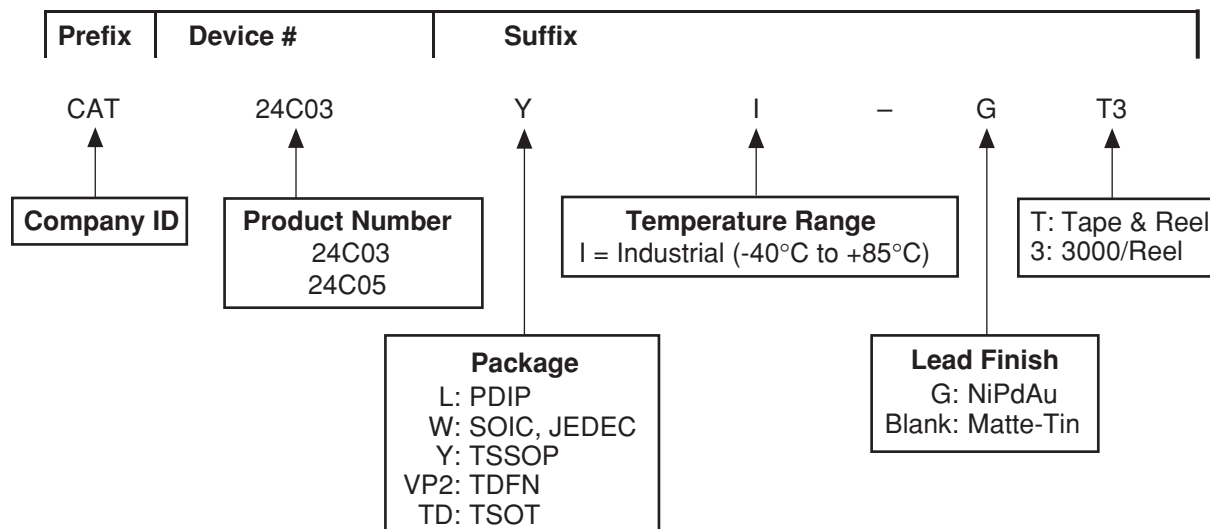 Prefix Device # Suffix
CAT 24C03 Y I – G T3
Company ID
Product Number
24C03
24C05
Temperature Range
I = Industrial (-40°C to +85°C)
T: Tape & Reel
3: 3000/Reel
Package
L: PDIP
W: SOIC, JEDEC
Y: TSSOP
VP2: TDFN
TD: TSOT
Lead Finish
G: NiPdAu
Blank: Matte-Tin